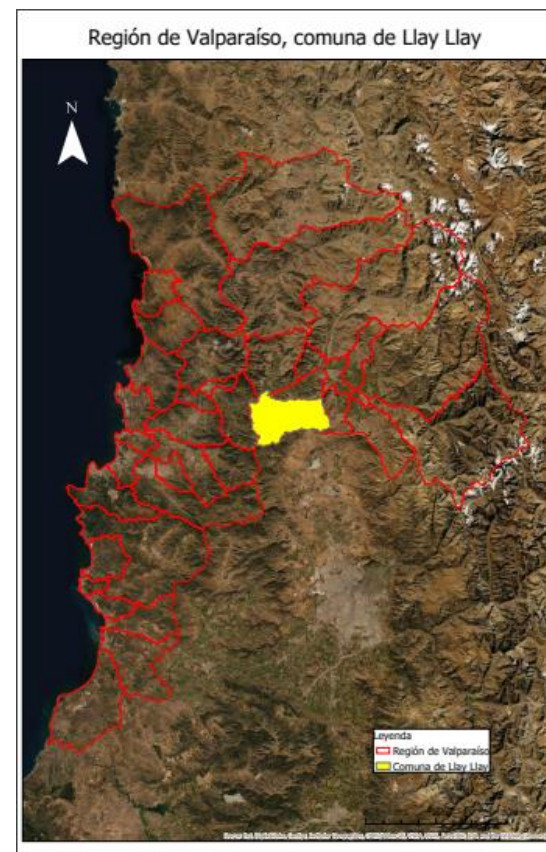 Región de Valparaíso, comuna de Llay Llay
N
Leyenda
Región de Valparaíso
Comuna de Llay Llay